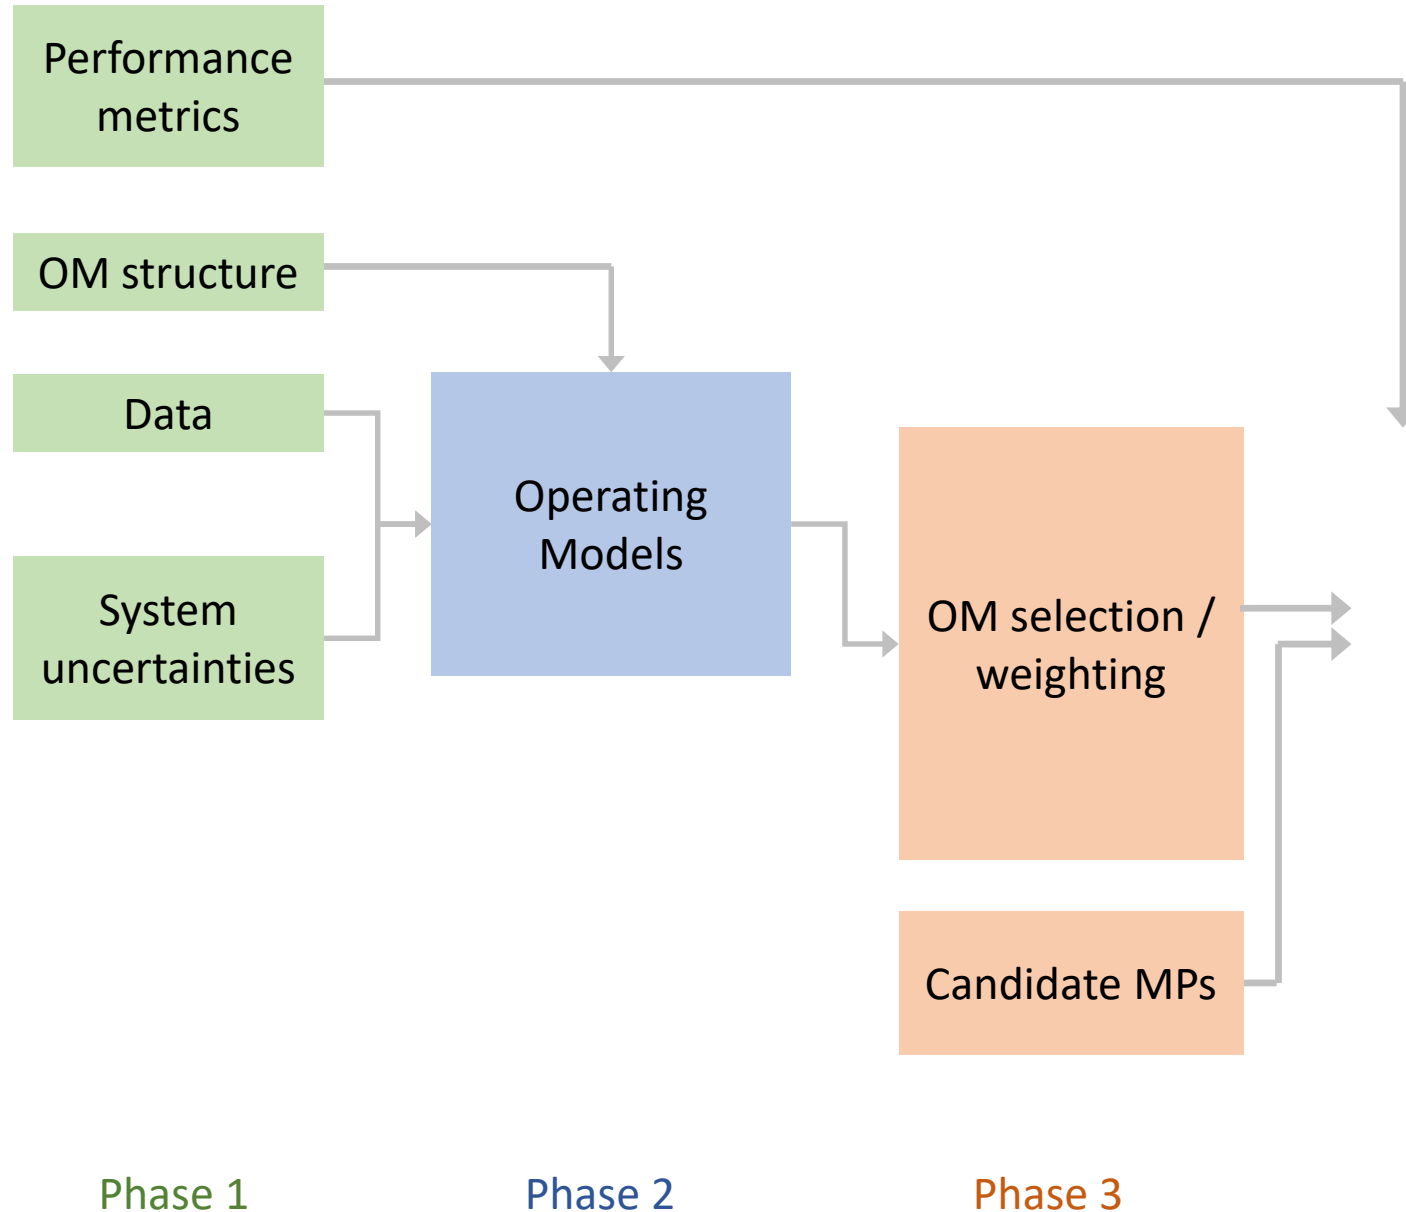 Performance
metrics
OM structure
Data
System
uncertainties
Operating
Models
OM selection /
weighting
Candidate MPs
Phase 1
Phase 2
Phase 3